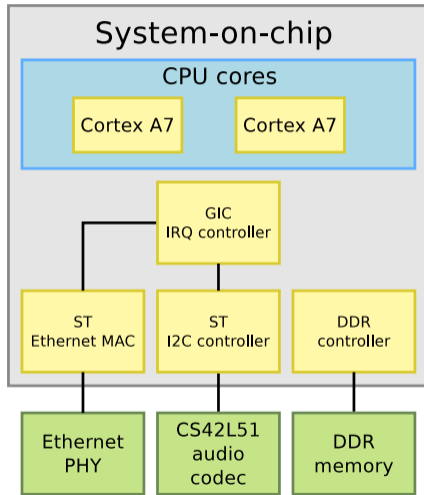 System-on-chip
CPU cores
Cortex A7
Cortex A7
GIC
IRQ controller
ST
Ethernet MAC
ST
I2C controller
DDR
controller
Ethernet
PHY
CS42L51
audio
codec
DDR
memory